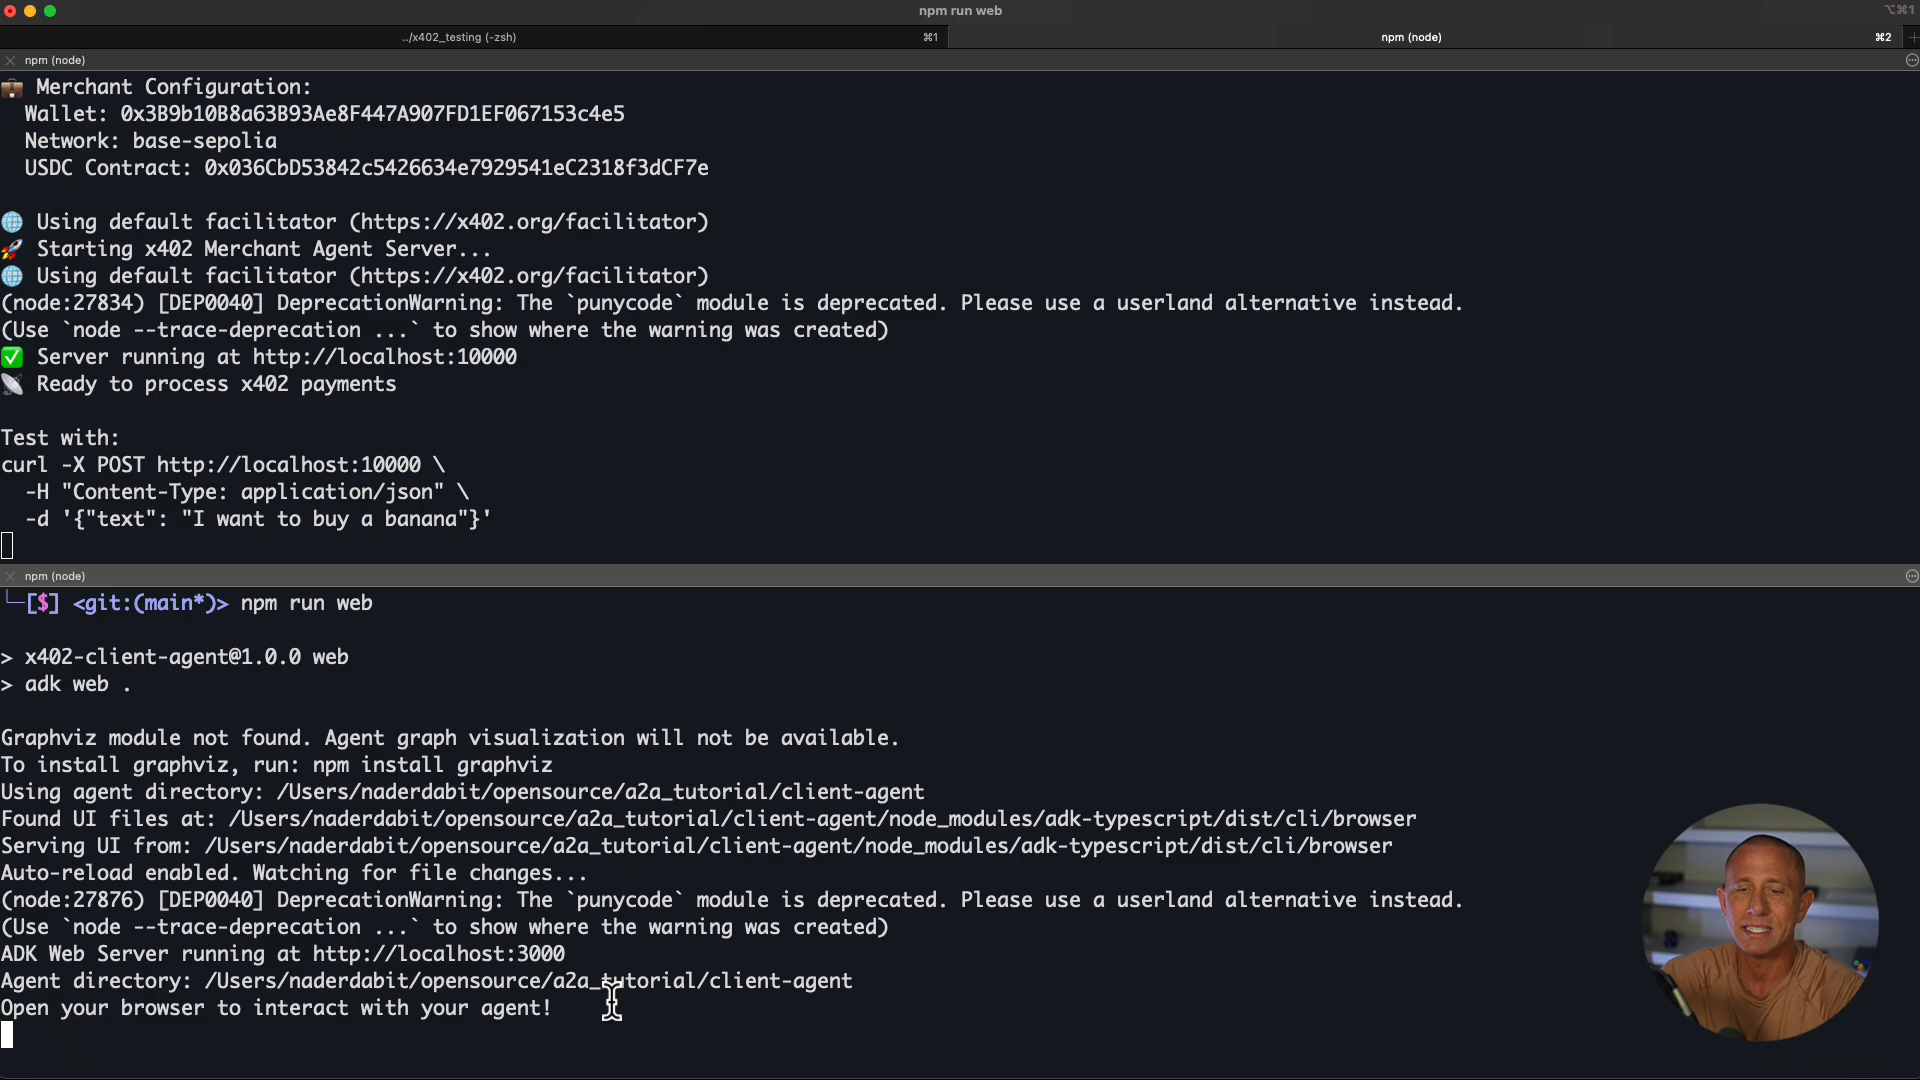 npm run web
⌥⌘1
../x402_testing (-zsh)
⌘1
npm (node)
⌘2
npm (node)
Merchant Configuration:
Wallet: 0x3B9b10B8a63B93Ae8F447A907FD1EF067153c4e5
Network: base-sepolia
USDC Contract: 0x036CbD53842c5426634e7929541eC2318f3dCF7e
Using default facilitator (https://x402.org/facilitator)
Starting x402 Merchant Agent Server...
Using default facilitator (https://x402.org/facilitator)
(node:27834) [DEP0040] DeprecationWarning: The `punycode` module is deprecated. Please use a userland alternative instead.
(Use `node --trace-deprecation ...` to show where the warning was created)
Server running at http://localhost:10000
Ready to process x402 payments
Test with:
curl -X POST http://localhost:10000 \
-H "Content-Type: application/json" \
-d '{"text": "I want to buy a banana"}'
npm (node)
└─[$] <git:(main*)> npm run web
> x402-client-agent@1.0.0 web
> adk web .
Graphviz module not found. Agent graph visualization will not be available.
To install graphviz, run: npm install graphviz
Using agent directory: /Users/naderdabit/opensource/a2a_tutorial/client-agent
Found UI files at: /Users/naderdabit/opensource/a2a_tutorial/client-agent/node_modules/adk-typescript/dist/cli/browser
Serving UI from: /Users/naderdabit/opensource/a2a_tutorial/client-agent/node_modules/adk-typescript/dist/cli/browser
Auto-reload enabled. Watching for file changes...
(node:27876) [DEP0040] DeprecationWarning: The `punycode` module is deprecated. Please use a userland alternative instead.
(Use `node --trace-deprecation ...` to show where the warning was created)
ADK Web Server running at http://localhost:3000
Agent directory: /Users/naderdabit/opensource/a2a_tutorial/client-agent
Open your browser to interact with your agent!